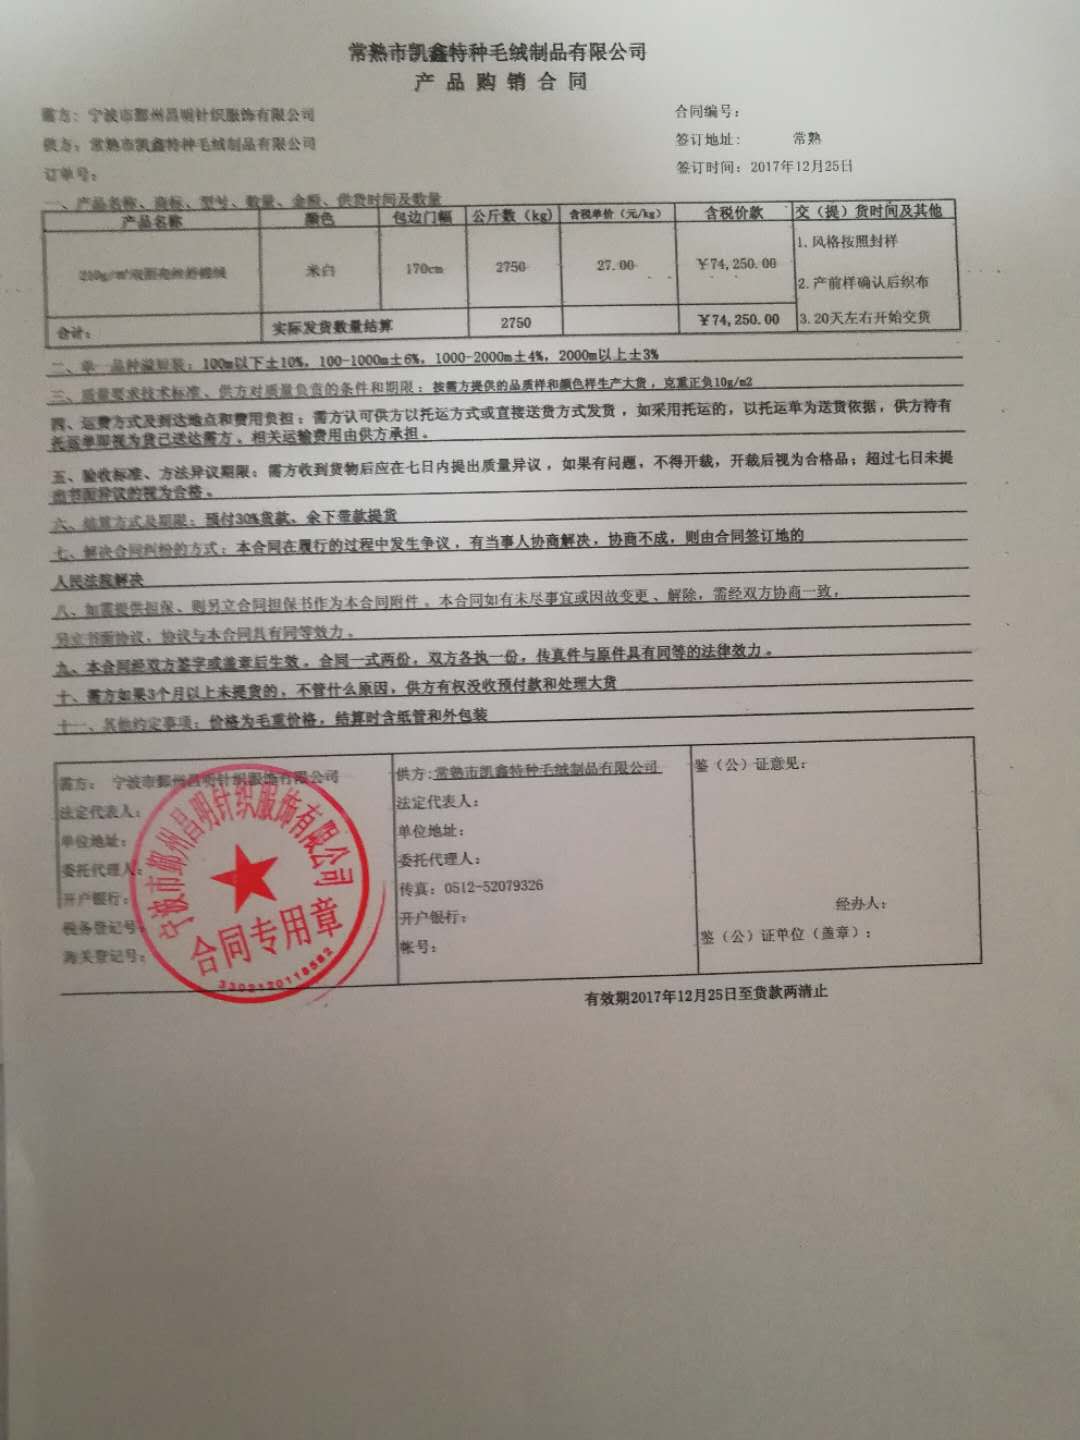 常熟市凯鑫特种毛绒制品有限公司
产品购销合同
需方：宁波市鄞州昌明针织服饰有限公司
合同编号：
供方：常熟市凯鑫特种毛绒制品有限公司
签订地址： 常熟
订单号：
签订时间：2017年12月25日
一、产品名称、商标、型号、数量、金额、供货时间及数量
产品名称 颜色 包边门幅 公斤数（kg） 含税单价（元/kg） 含税价款 交（提）货时间及其他
米白 170cm 2750 27.00 ￥74,250.00
1.风格按照封样
2.产前样确认后织布
3.20天左右开始交货
合计： 实际发货数量结算 2750 ￥74,250.00
二、单一品种溢短装：100m以下±10%，100-1000m±6%，1000-2000m±4%，2000m以上±3%
三、质量要求技术标准、供方对质量负责的条件和期限：按需方提供的品质样和颜色样生产大货，克重正负10g/m2
四、运费方式及到达地点和费用负担：需方认可供方以托运方式或直接送货方式发货，如采用托运的，以托运单为送货依据，供方持有
托运单即视为货已送达需方。相关运输费用由供方承担。
五、验收标准、方法异议期限：需方收到货物后应在七日内提出质量异议，如果有问题，不得开裁，开裁后视为合格品；超过七日未提
出书面异议的视为合格。
六、结算方式及期限：预付30%货款、余下带款提货
七、解决合同纠纷的方式：本合同在履行的过程中发生争议，有当事人协商解决，协商不成，则由合同签订地的
人民法院解决
八、如需提供担保、则另立合同担保书作为本合同附件。本合同如有未尽事宜或因故变更、解除，需经双方协商一致，
另立书面协议，协议与本合同具有同等效力。
九、本合同经双方签字或盖章后生效。合同一式两份，双方各执一份，传真件与原件具有同等的法律效力。
十、需方如果3个月以上未提货的，不管什么原因，供方有权没收预付款和处理大货
十一、其他约定事项：价格为毛重价格，结算时含纸管和外包装
需方： 宁波市鄞州昌明针织服饰有限公司
法定代表人：
单位地址：
委托代理人：
开户银行：
税务登记号：
海关登记号：
宁波市鄞州昌明针织服饰有限公司
合同专用章
3302120118582
供方：常熟市凯鑫特种毛绒制品有限公司
法定代表人：
单位地址：
委托代理人：
传真：0512-52079326
开户银行：
帐号：
鉴（公）证意见：
经办人：
鉴（公）证单位（盖章）：
有效期2017年12月25日至货款两清止